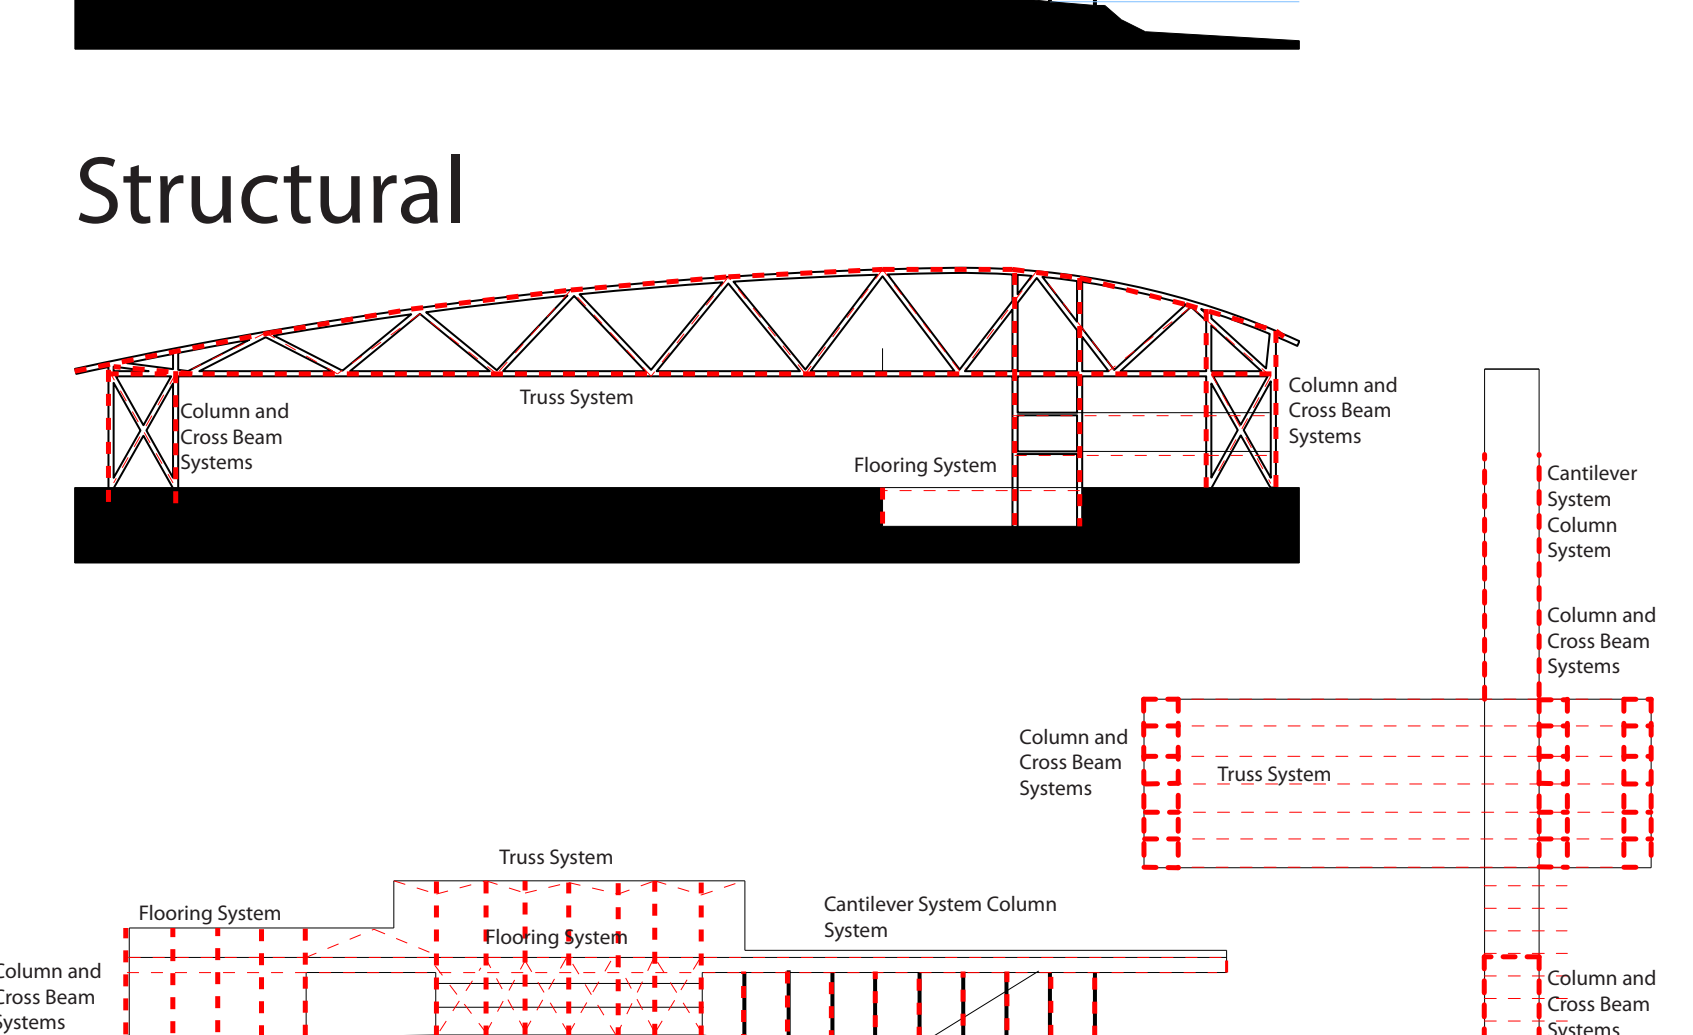 Structural
Truss System
Column and
Cross Beam
Systems
Flooring System
Column and
Cross Beam
Systems
Cantilever
System
Column
System
Column and
Cross Beam
Systems
Column and
Cross Beam
Systems
Truss System
Truss System
Flooring System
Flooring System
Cantilever System Column
System
Column and
Cross Beam
Systems
Column and
Cross Beam
Systems